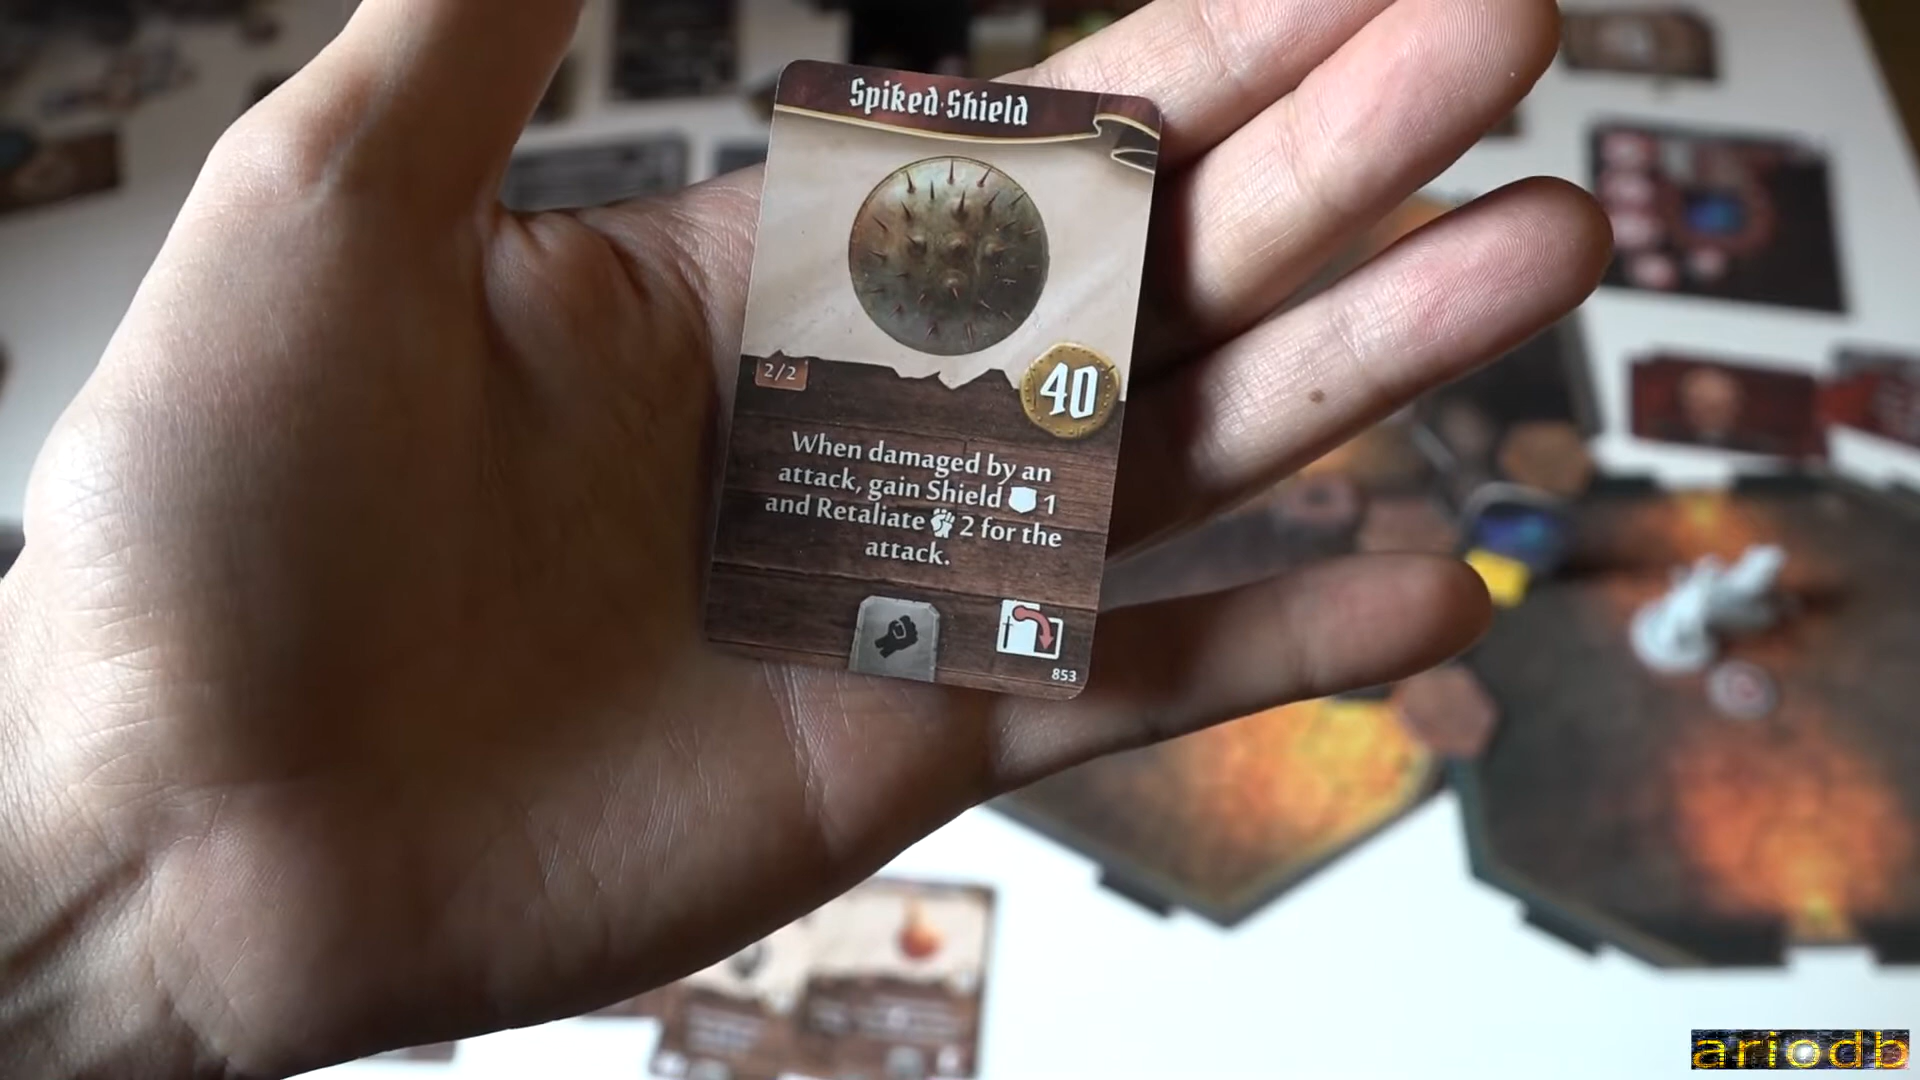 Spiked Shield
2/2
40
When damaged by an
attack, gain Shield 1
and Retaliate 2 for the
attack.
853
ariodb